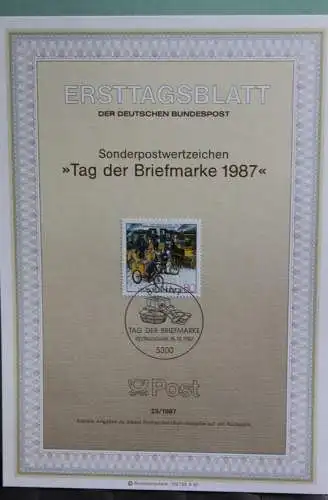 ERSTTAGSBLATT
DER DEUTSCHEN BUNDESPOST
Sonderpostwertzeichen
»Tag der Briefmarke 1987«
TAG DER BRIEFMARKE
5300
Post
23/1987